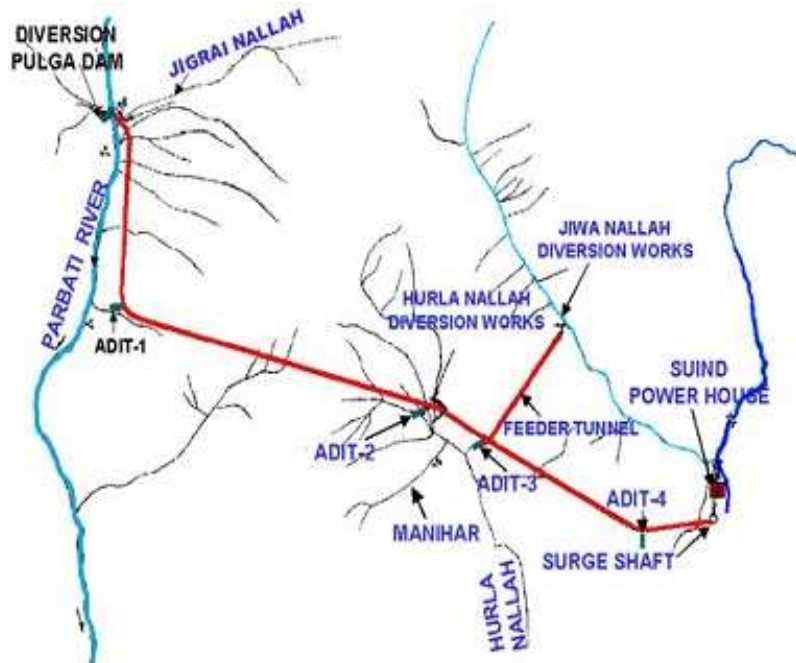 DIVERSION
PULGA DAM
JIGRAI NALLAH
PARBATI RIVER
JIWA NALLAH
DIVERSION WORKS
HURLA NALLAH
DIVERSION WORKS
ADIT-1
SUIND
POWER HOUSE
FEEDER TUNNEL
ADIT-2
ADIT-3
ADIT-4
MANIHAR
SURGE SHAFT
HURLA
NALLAH